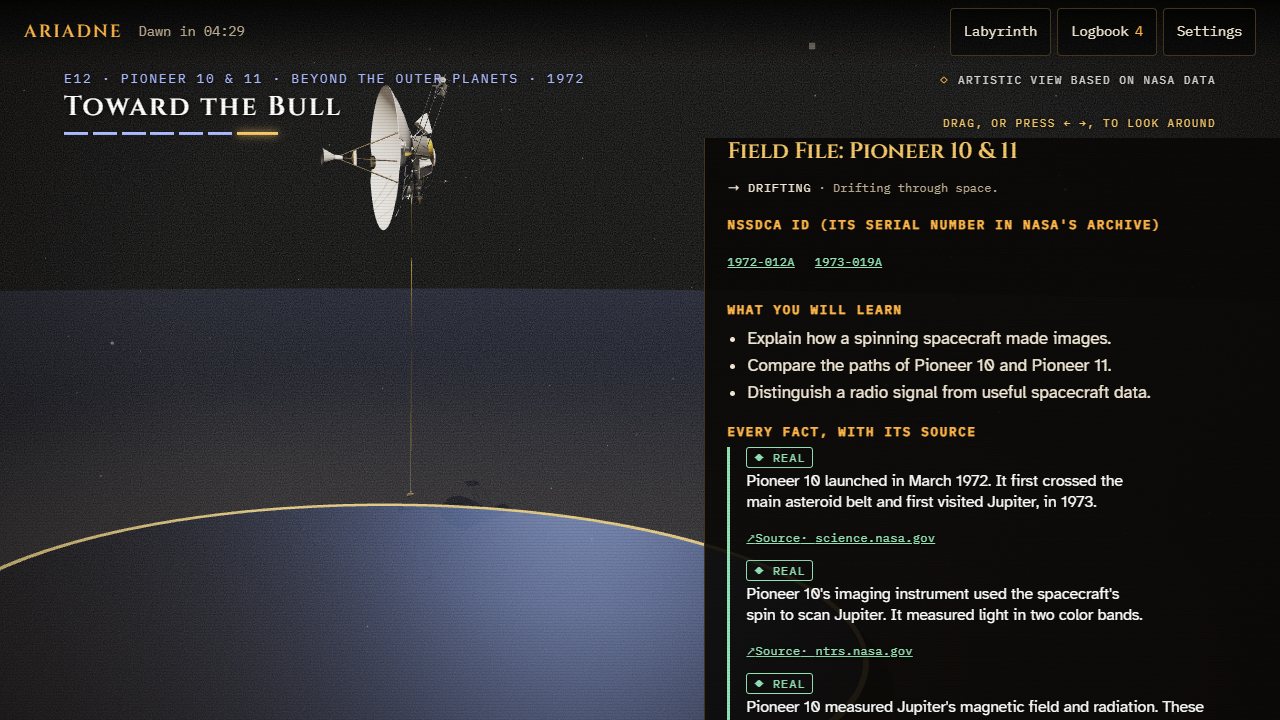 ARIADNE Dawn in 04:29
Labyrinth Logbook 4 Settings
E12 · PIONEER 10 & 11 · BEYOND THE OUTER PLANETS · 1972
Toward the Bull
◇ ARTISTIC VIEW BASED ON NASA DATA
DRAG, OR PRESS ← →, TO LOOK AROUND
Field File: Pioneer 10 & 11
→ DRIFTING · Drifting through space.
NSSDCA ID (ITS SERIAL NUMBER IN NASA'S ARCHIVE)
1972-012A 1973-019A
WHAT YOU WILL LEARN
• Explain how a spinning spacecraft made images.
• Compare the paths of Pioneer 10 and Pioneer 11.
• Distinguish a radio signal from useful spacecraft data.
EVERY FACT, WITH ITS SOURCE
◆ REAL
Pioneer 10 launched in March 1972. It first crossed the
main asteroid belt and first visited Jupiter, in 1973.
↗Source· science.nasa.gov
◆ REAL
Pioneer 10's imaging instrument used the spacecraft's
spin to scan Jupiter. It measured light in two color bands.
↗Source· ntrs.nasa.gov
◆ REAL
Pioneer 10 measured Jupiter's magnetic field and radiation. These